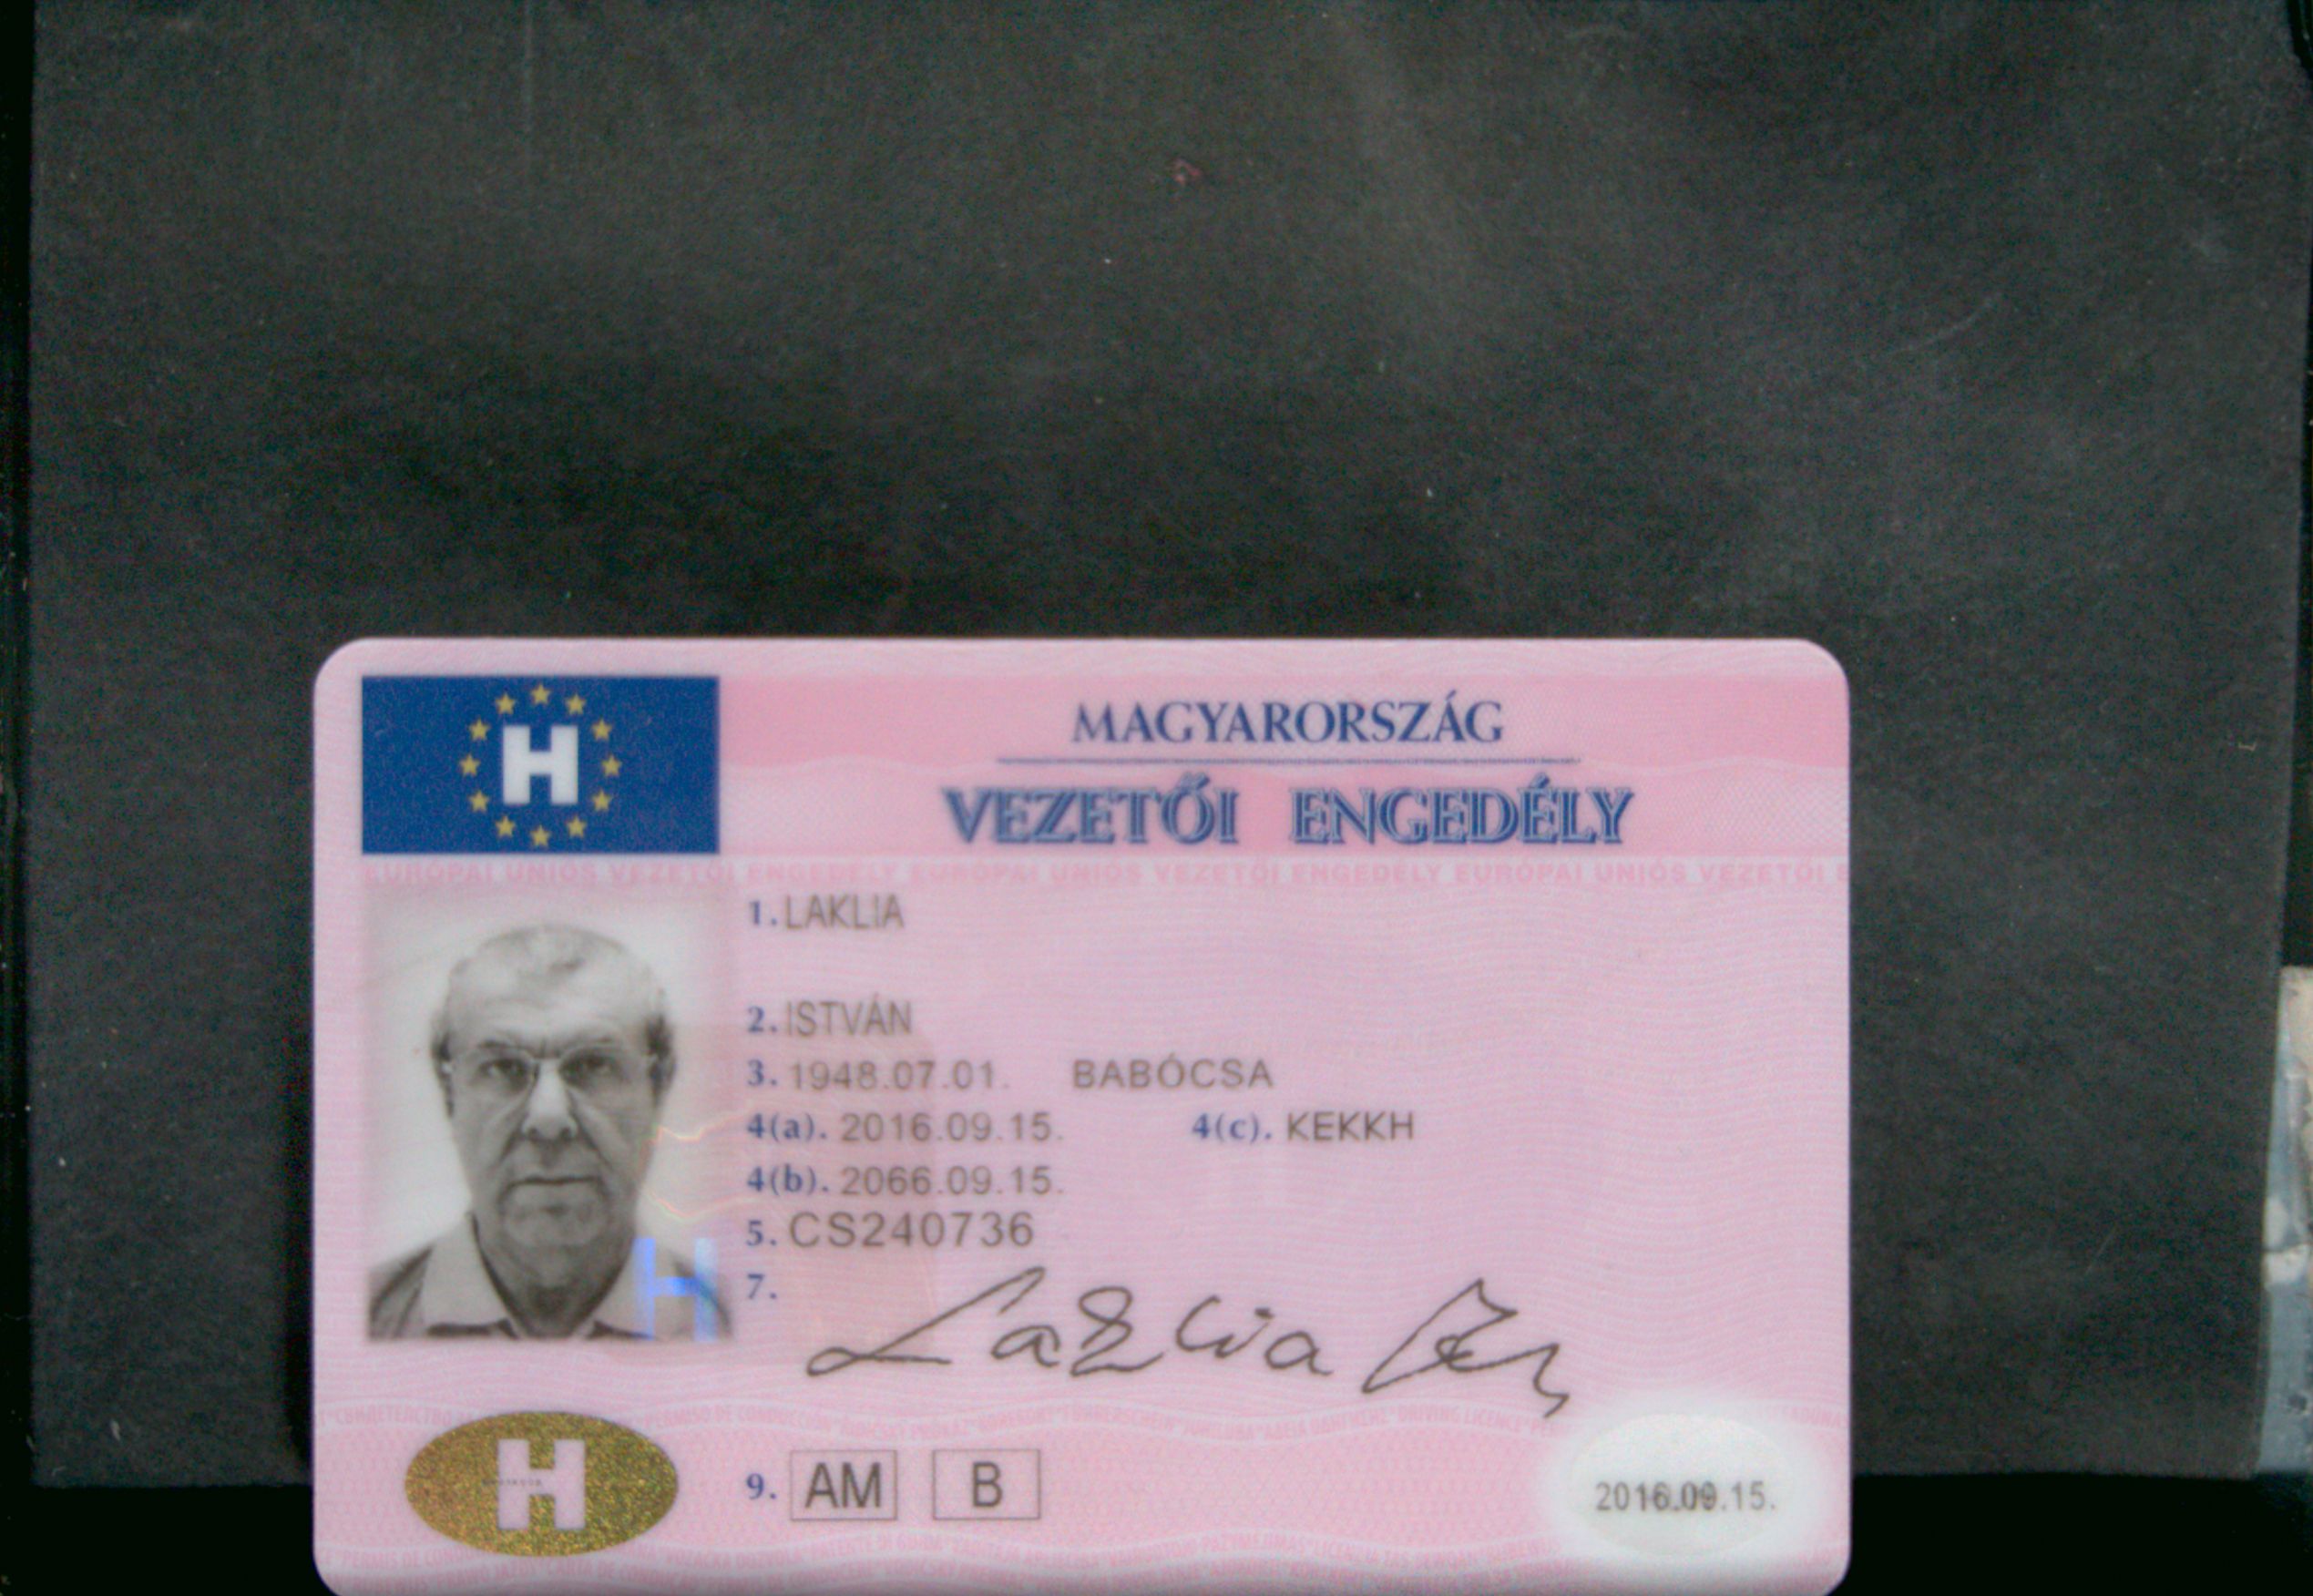 H
MAGYARORSZÁG
VEZETŐI ENGEDÉLY
EURÓPAI UNIÓS VEZETŐI ENGEDÉLY EURÓPAI UNIÓS VEZETŐI ENGEDÉLY EURÓPAI UNIÓS VEZETŐI E
1. LAKLIA
2. ISTVÁN
3. 1948.07.01. BABÓCSA
4(a). 2016.09.15. 4(c). KEKKH
4(b). 2066.09.15.
5. CS240736
H
7. Laklia
H
9. AM B
2016.09.15.